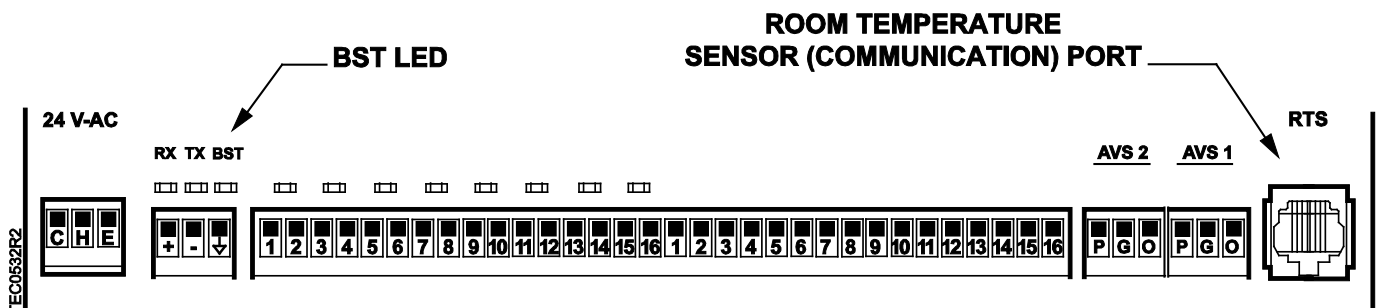 ROOM TEMPERATURE
SENSOR (COMMUNICATION) PORT
BST LED
24 V-AC
RTS
RX TX BST
AVS 2 AVS 1
C H E
+ - ⏚
1 2 3 4 5 6 7 8 9 10 11 12 13 14 15 16 1 2 3 4 5 6 7 8 9 10 11 12 13 14 15 16
P G O P G O
TEC0532R2